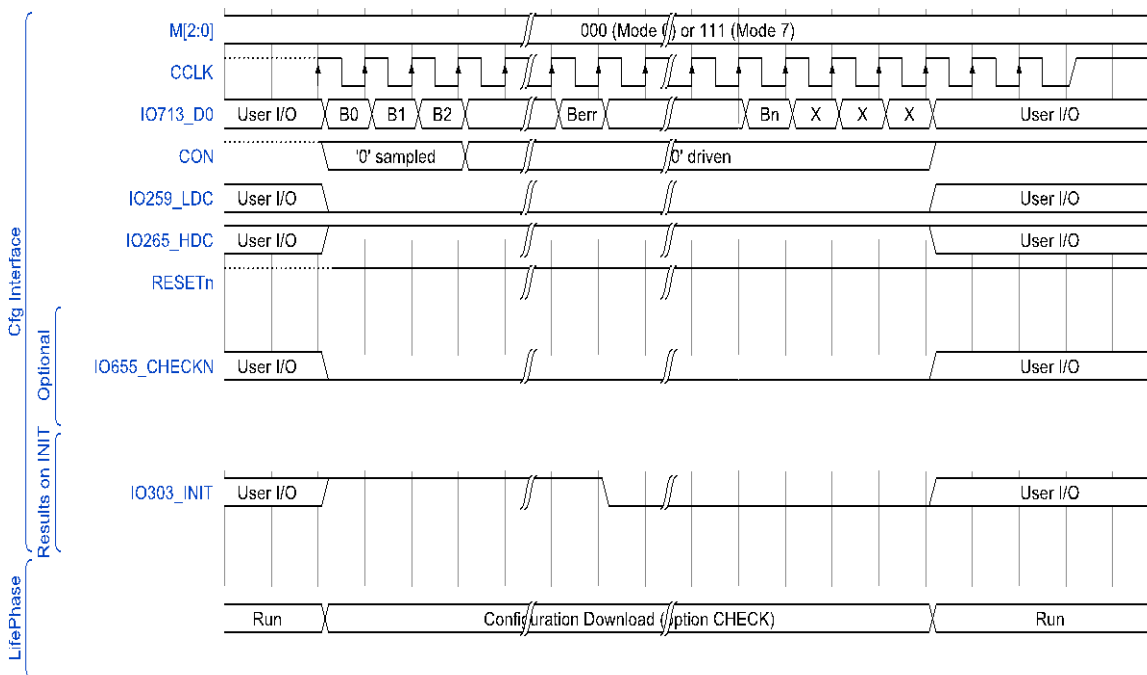 M[2:0] 000 (Mode 0) or 111 (Mode 7)
CCLK
IO713_D0 User I/O B0 B1 B2 Berr Bn X X X User I/O
CON '0' sampled '0' driven
IO259_LDC User I/O User I/O
IO265_HDC User I/O User I/O
RESETn
IO655_CHECKN User I/O User I/O
IO303_INIT User I/O User I/O
Run Configuration Download (option CHECK) Run
Cfg Interface
Optional
Results on INIT
LifePhase